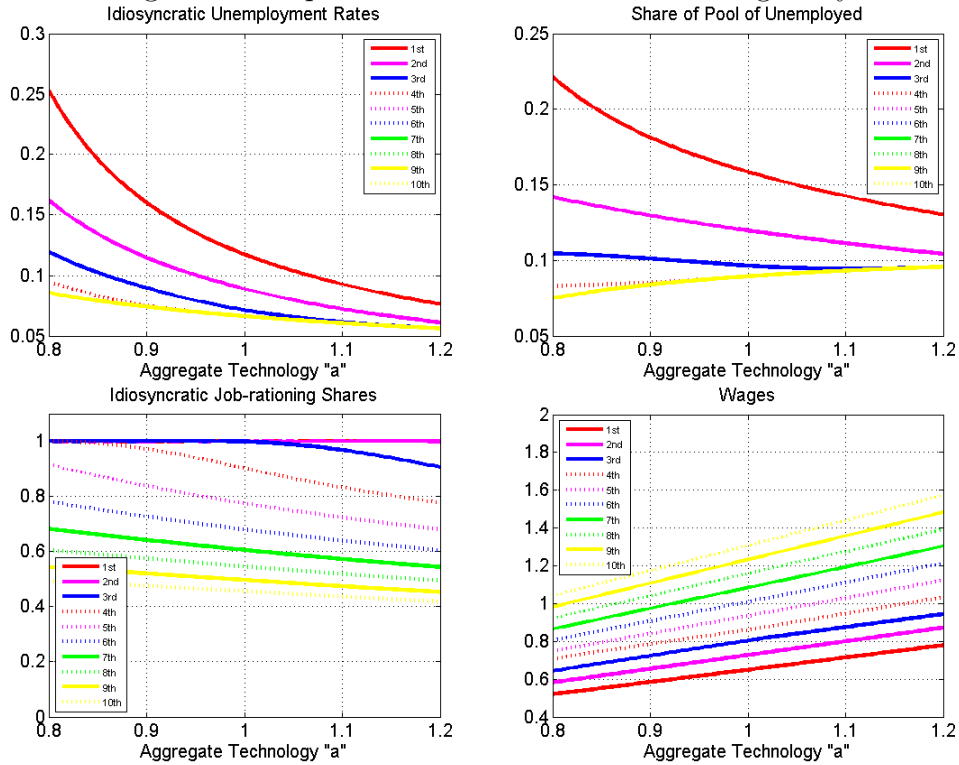 Idiosyncratic Unemployment Rates
0.3
0.25
0.2
0.15
0.1
0.05
0.8
0.9
1
1.1
1.2
Aggregate Technology "a"
1st
2nd
3rd
4th
5th
6th
7th
8th
9th
10th
Share of Pool of Unemployed
0.25
0.2
0.15
0.1
0.05
0.8
0.9
1
1.1
1.2
Aggregate Technology "a"
1st
2nd
3rd
4th
5th
6th
7th
8th
9th
10th
Idiosyncratic Job-rationing Shares
1
0.8
0.6
0.4
0.2
0
0.8
0.9
1
1.1
1.2
Aggregate Technology "a"
1st
2nd
3rd
4th
5th
6th
7th
8th
9th
10th
Wages
2
1.8
1.6
1.4
1.2
1
0.8
0.6
0.4
0.8
0.9
1
1.1
1.2
Aggregate Technology "a"
1st
2nd
3rd
4th
5th
6th
7th
8th
9th
10th